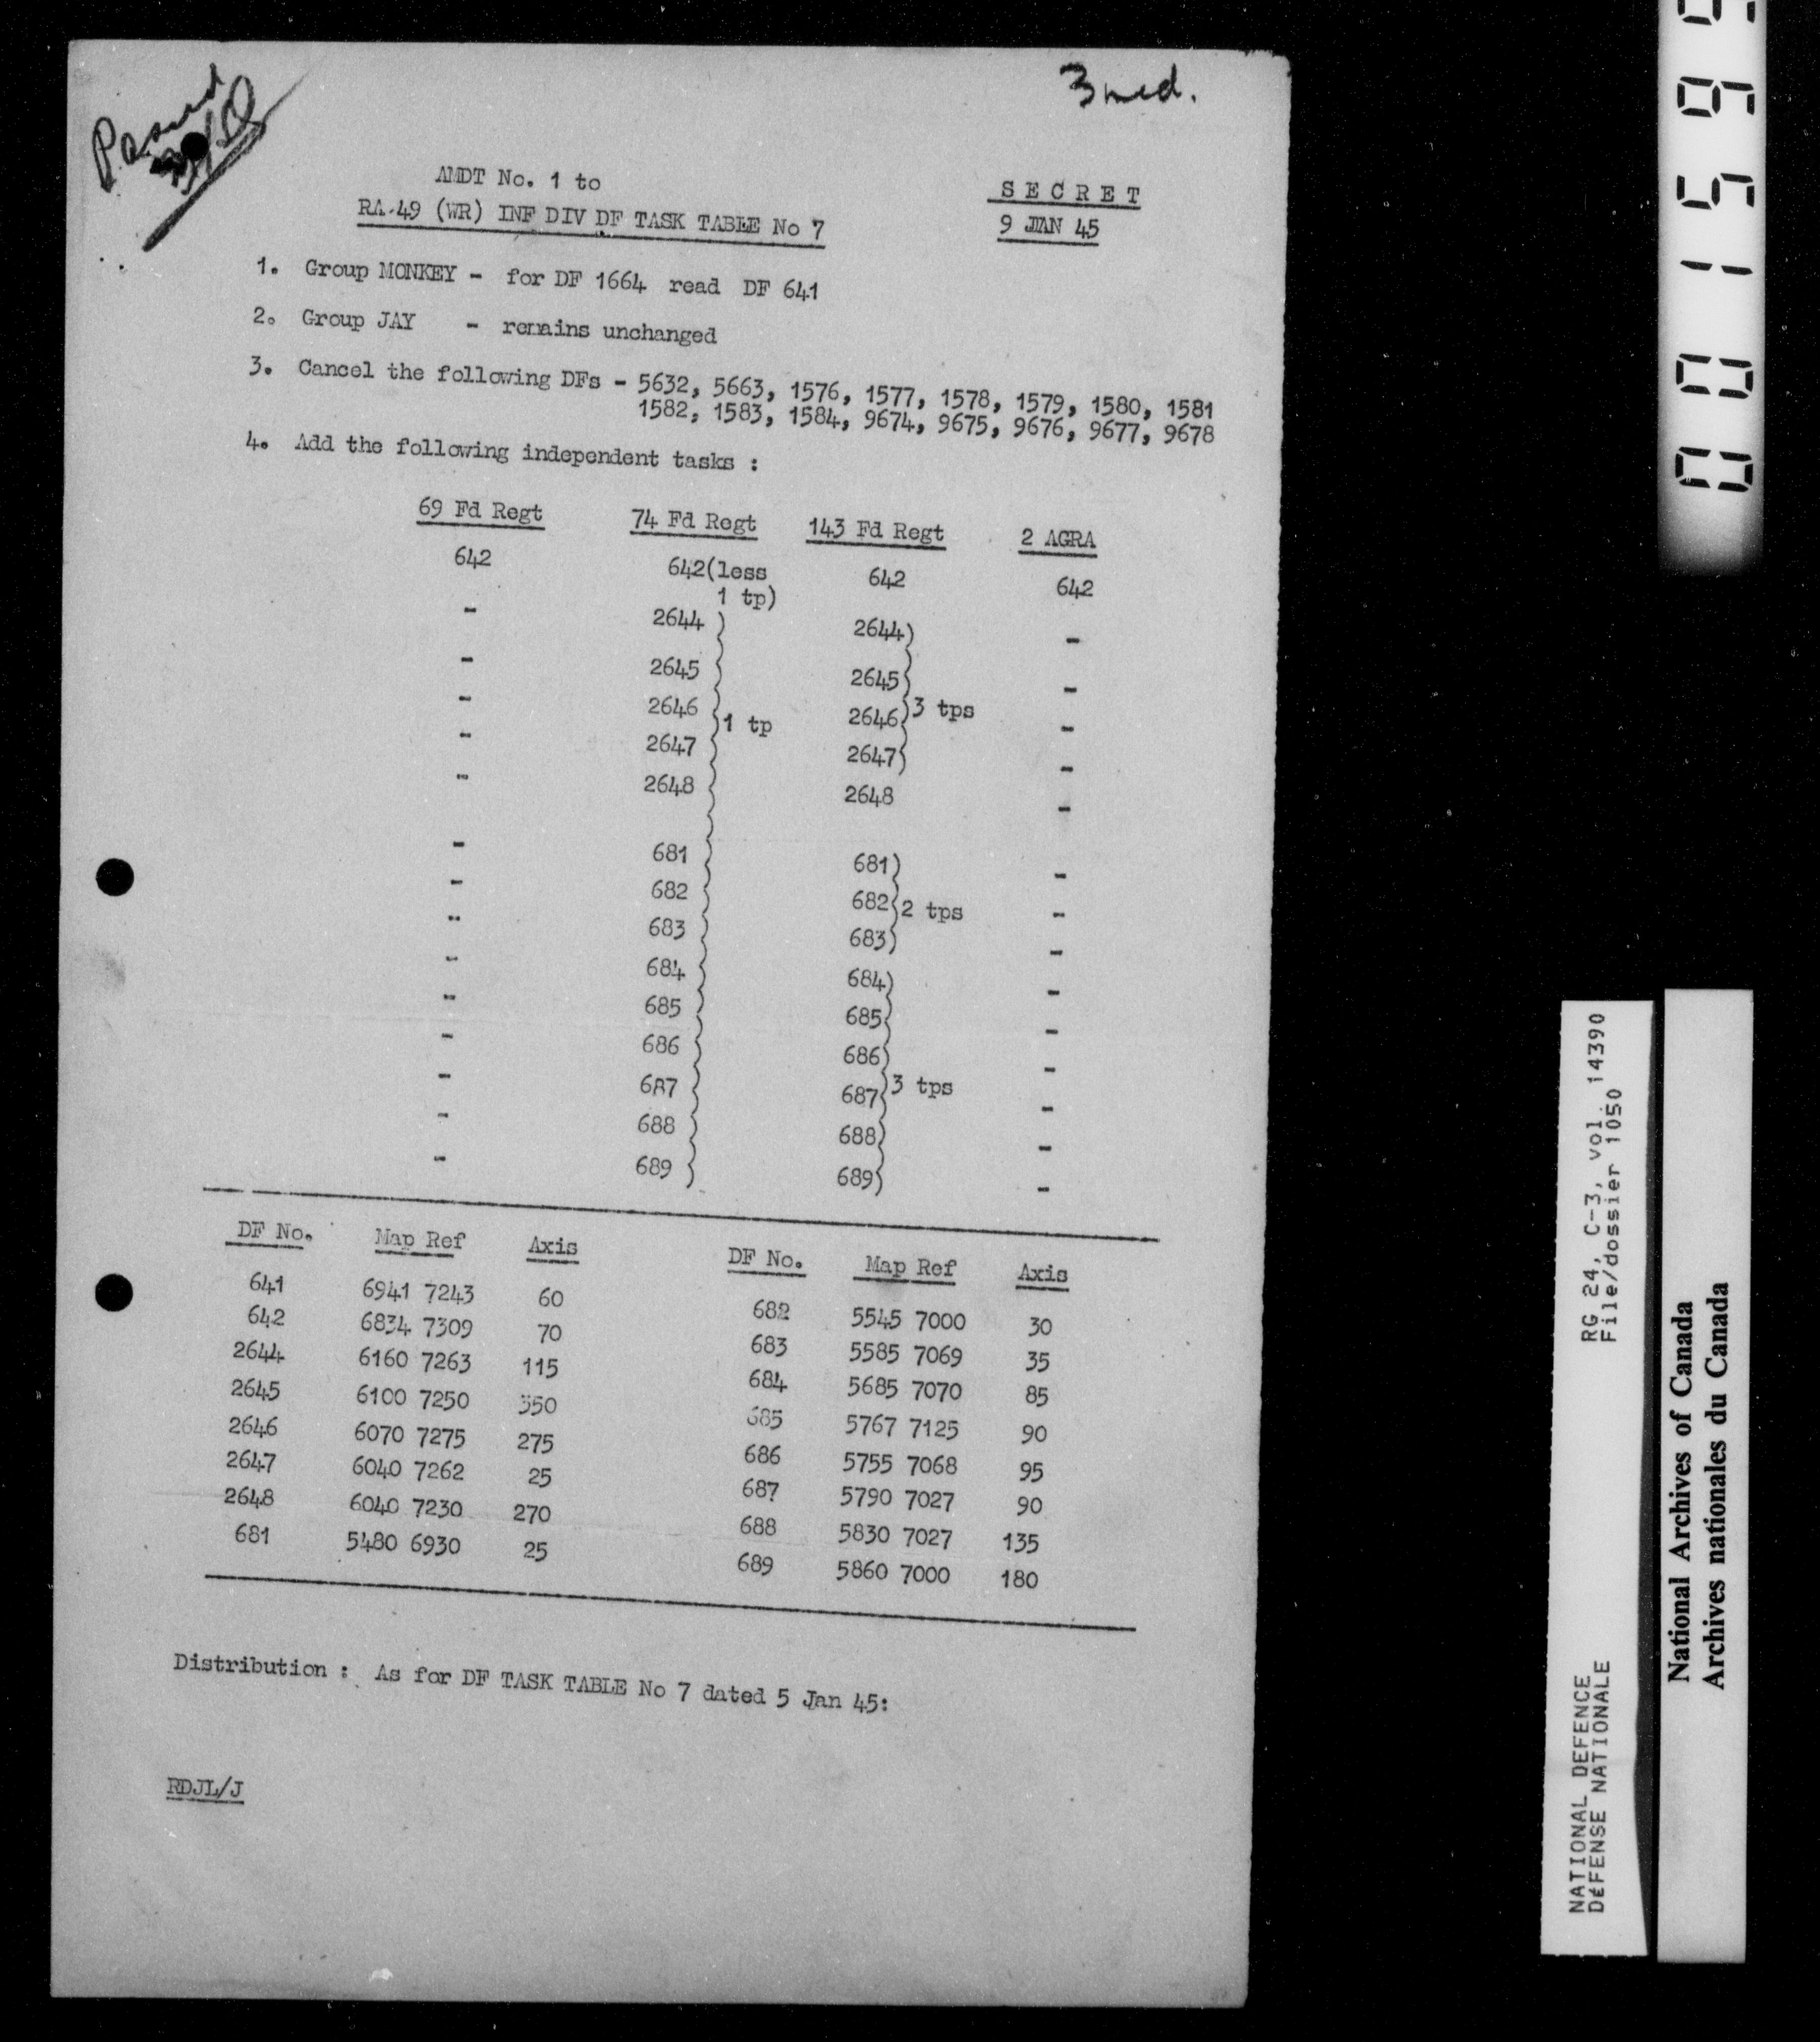 3 med.
AMDT No. 1 to
RA 49 (WR) INF DIV DF TASK TABLE No 7
SECRET
9 JAN 45
1. Group MONKEY - for DF 1664 read DF 641
2. Group JAY - remains unchanged
3. Cancel the following DFs - 5632, 5663, 1576, 1577, 1578, 1579, 1580, 1581
1582, 1583, 1584, 9674, 9675, 9676, 9677, 9678
4. Add the following independent tasks :
69 Fd Regt 74 Fd Regt 143 Fd Regt 2 AGRA
642 642(less 642 642
1 tp)
- 2644 ) 2644) -
- 2645 ) 2645) -
- 2646 ) 1 tp 2646) 3 tps -
- 2647 ) 2647) -
- 2648 ) 2648 -
- 681 ) 681) -
- 682 ) 682) 2 tps -
- 683 ) 683) -
- 684 ) 684) -
- 685 ) 685) -
- 686 ) 686) -
- 687 ) 687) 3 tps -
- 688 ) 688) -
- 689 ) 689) -
DF No. Map Ref Axis DF No. Map Ref Axis
641 6941 7243 60 682 5545 7000 30
642 6834 7309 70 683 5585 7069 35
2644 6160 7263 115 684 5685 7070 85
2645 6100 7250 350 685 5767 7125 90
2646 6070 7275 275 686 5755 7068 95
2647 6040 7262 25 687 5790 7027 90
2648 6040 7230 270 688 5830 7027 135
681 5480 6930 25 689 5860 7000 180
Distribution : As for DF TASK TABLE No 7 dated 5 Jan 45:
RDJL/J
NATIONAL DEFENCE RG 24, C-3, vol. 14390
DÉFENSE NATIONALE File/dossier 1050
National Archives of Canada
Archives nationales du Canada